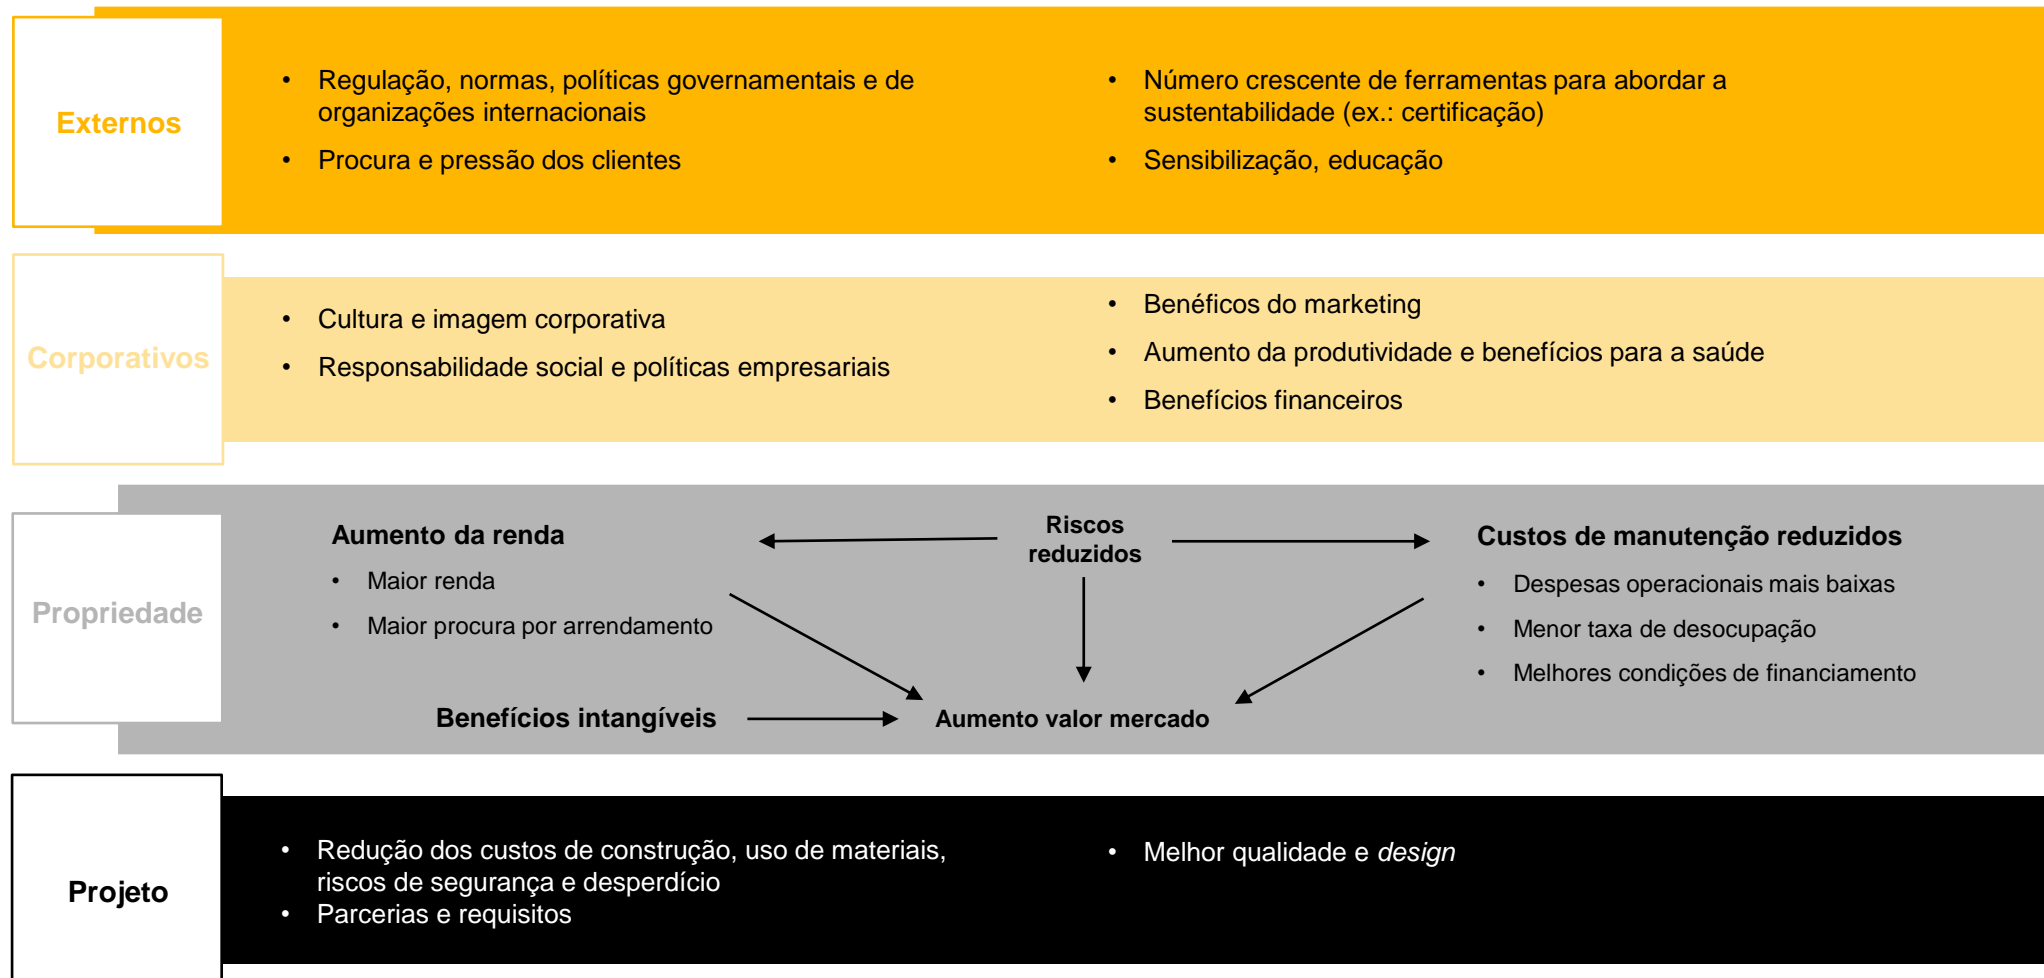 Externos
• Regulação, normas, políticas governamentais e de
organizações internacionais
• Procura e pressão dos clientes
• Número crescente de ferramentas para abordar a
sustentabilidade (ex.: certificação)
• Sensibilização, educação
Corporativos
• Cultura e imagem corporativa
• Responsabilidade social e políticas empresariais
• Benéficos do marketing
• Aumento da produtividade e benefícios para a saúde
• Benefícios financeiros
Propriedade
Aumento da renda
• Maior renda
• Maior procura por arrendamento
Riscos
reduzidos
Custos de manutenção reduzidos
• Despesas operacionais mais baixas
• Menor taxa de desocupação
• Melhores condições de financiamento
Benefícios intangíveis
Aumento valor mercado
Projeto
• Redução dos custos de construção, uso de materiais,
riscos de segurança e desperdício
• Parcerias e requisitos
• Melhor qualidade e design